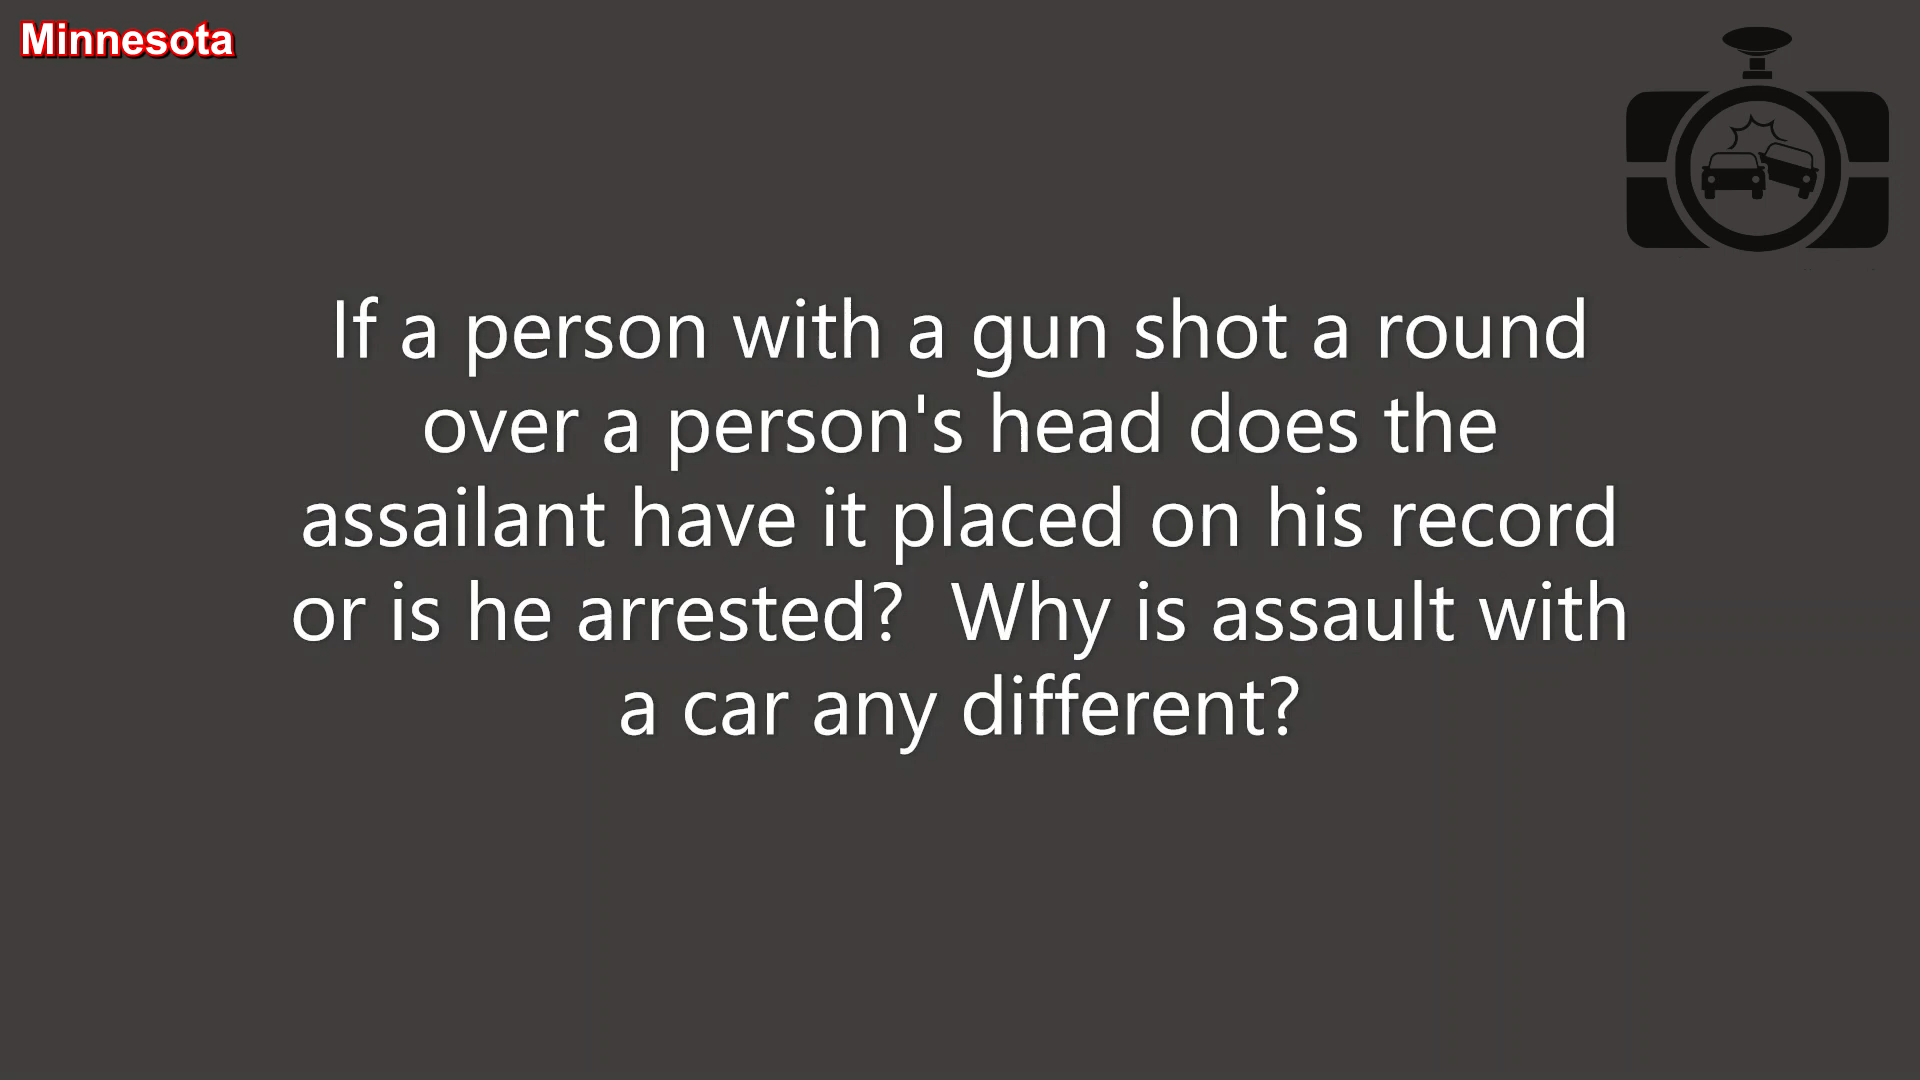 Minnesota
If a person with a gun shot a round
over a person's head does the
assailant have it placed on his record
or is he arrested?  Why is assault with
a car any different?